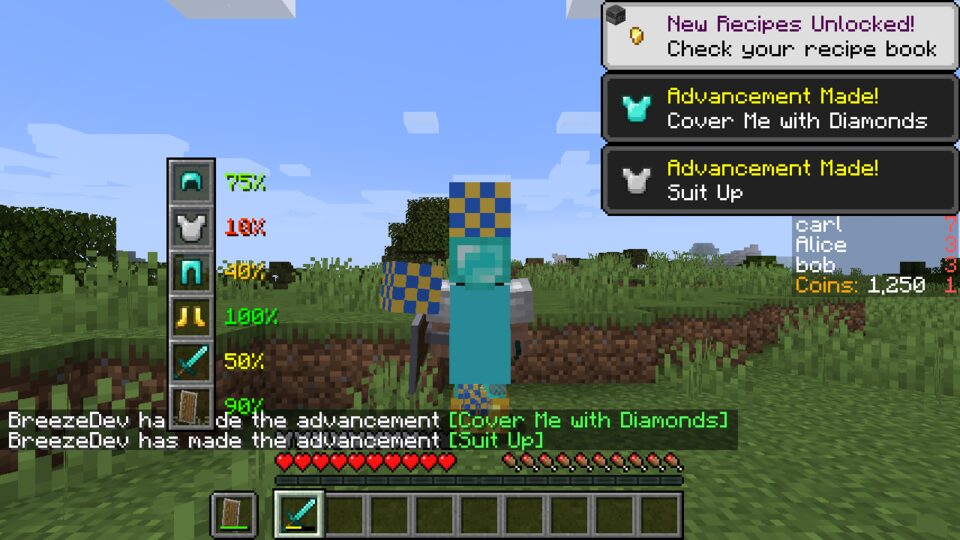 New Recipes Unlocked!
Check your recipe book
Advancement Made!
Cover Me with Diamonds
Advancement Made!
Suit Up
75%
10%
40%
100%
50%
90%
carl 7
Alice 3
bob 3
Coins: 1,250 1
BreezeDev ha de the advancement [Cover Me with Diamonds]
BreezeDev has made the advancement [Suit Up]